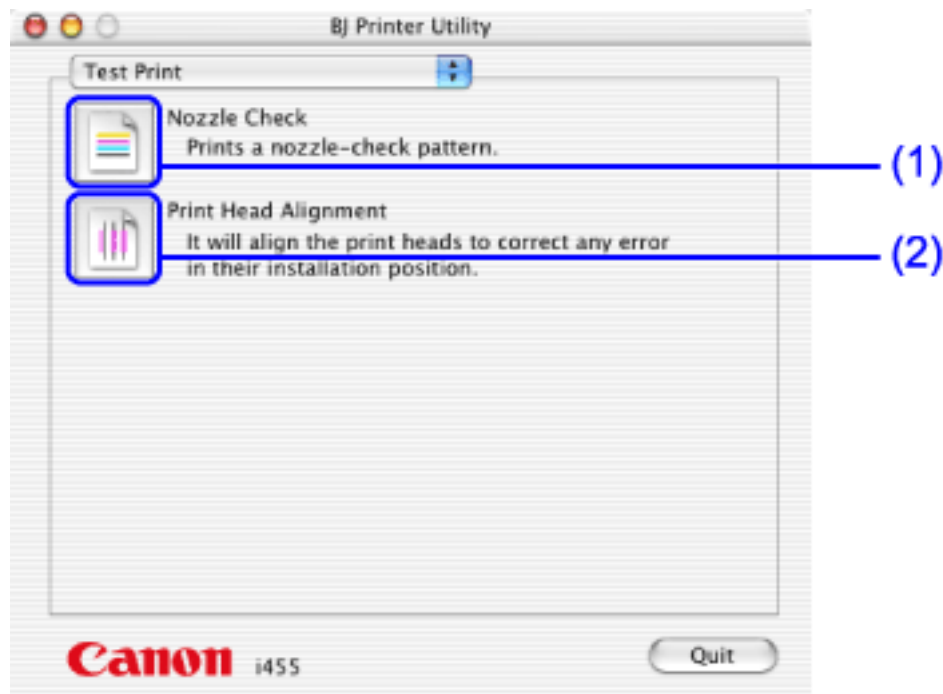 BJ Printer Utility
Test Print
Nozzle Check
Prints a nozzle-check pattern.
(1)
Print Head Alignment
It will align the print heads to correct any error
in their installation position.
(2)
Canon i455
Quit